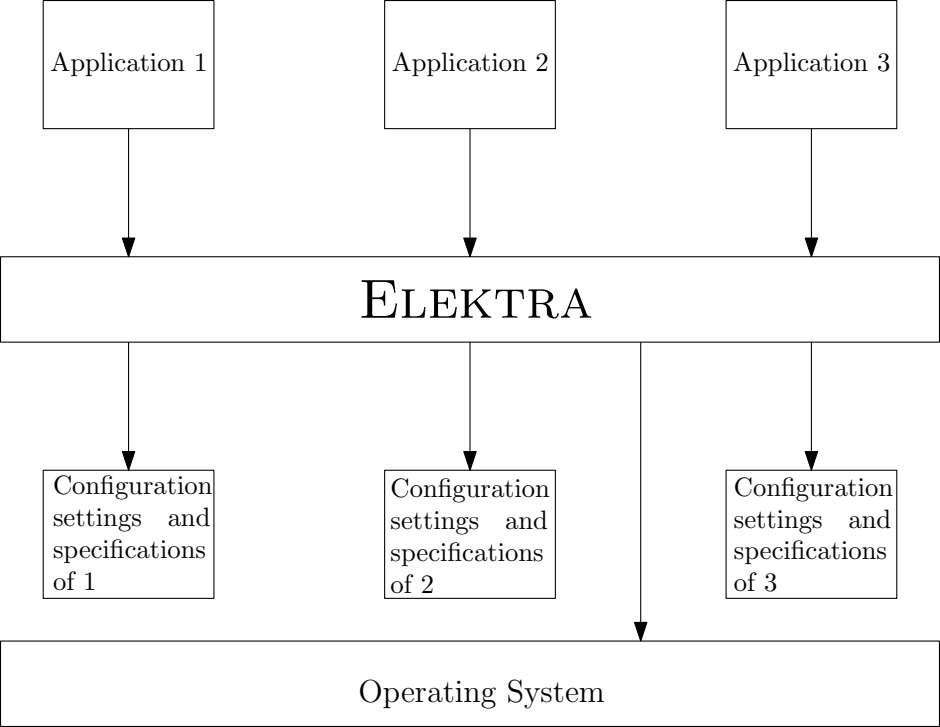 Application 1
Application 2
Application 3
ELEKTRA
Configuration
settings and
specifications
of 1
Configuration
settings and
specifications
of 2
Configuration
settings and
specifications
of 3
Operating System